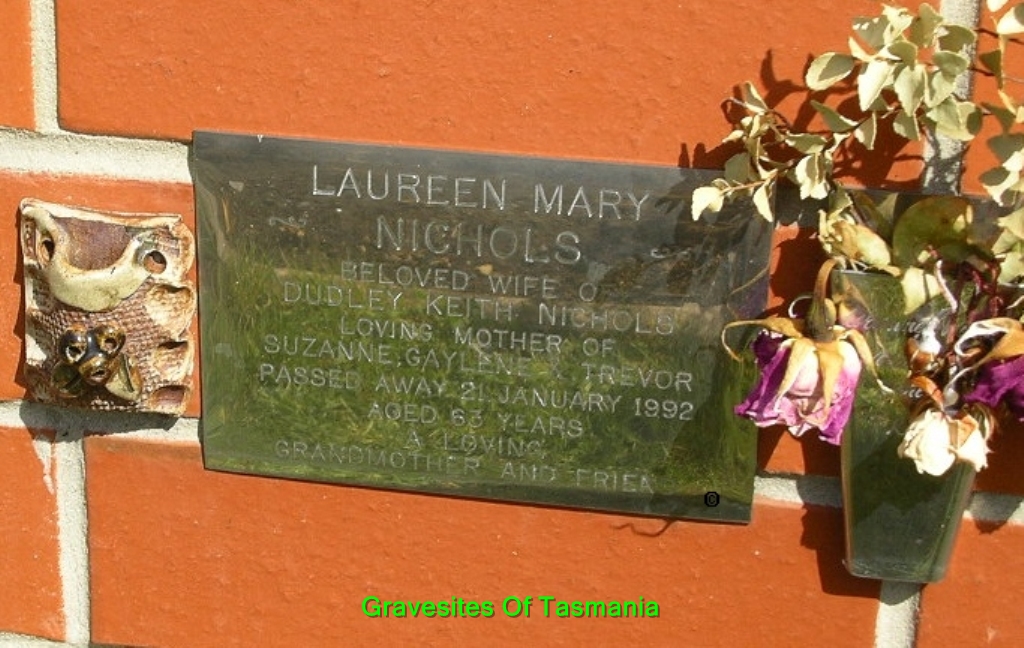 LAUREEN MARY
NICHOLS
BELOVED WIFE OF
DUDLEY KEITH NICHOLS
LOVING MOTHER OF
SUZANNE, GAYLENE & TREVOR
PASSED AWAY 21, JANUARY 1992
AGED 63 YEARS
A LOVING
GRANDMOTHER AND FRIEN
©
Gravesites Of Tasmania